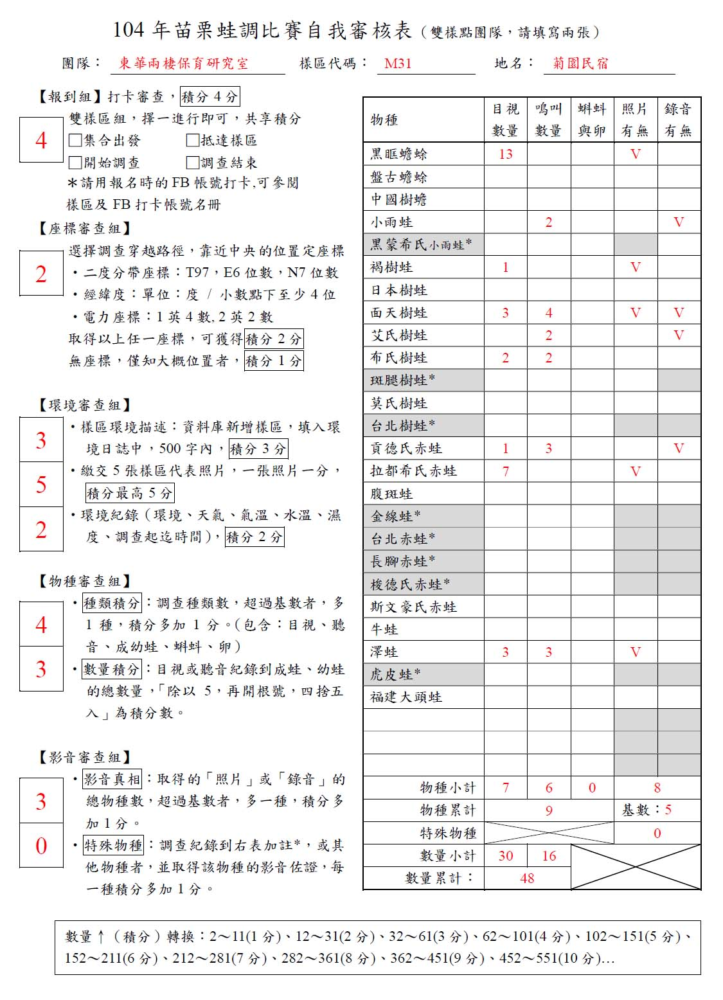 104 年苗栗蛙調比賽自我審核表（雙樣點團隊，請填寫兩張）
團隊： 東華兩棲保育研究室 樣區代碼： M31 地名： 菊園民宿
【報到組】打卡審查，積分 4 分
4
雙樣區組，擇一進行即可，共享積分
□集合出發 □抵達樣區
□開始調查 □調查結束
＊請用報名時的 FB 帳號打卡,可參閱
樣區及 FB 打卡帳號名冊
【座標審查組】
2
選擇調查穿越路徑，靠近中央的位置定座標
・二度分帶座標：T97，E6 位數，N7 位數
・經緯度：單位：度 / 小數點下至少 4 位
・電力座標：1 英 4 數, 2 英 2 數
取得以上任一座標，可獲得積分 2 分
無座標，僅知大概位置者，積分 1 分
【環境審查組】
3
・樣區環境描述：資料庫新增樣區，填入環
境日誌中，500 字內，積分 3 分
5
・繳交 5 張樣區代表照片，一張照片一分，
積分最高 5 分
2
・環境紀錄（環境、天氣、氣溫、水溫、濕
度、調查起迄時間），積分 2 分
【物種審查組】
4
・種類積分：調查種類數，超過基數者，多
1 種，積分多加 1 分。（包含：目視、聽
音、成幼蛙、蝌蚪、卵）
3
・數量積分：目視或聽音紀錄到成蛙、幼蛙
的總數量，「除以 5，再開根號，四捨五
入」為積分數。
【影音審查組】
3
・影音真相：取得的「照片」或「錄音」的
總物種數，超過基數者，多一種，積分多
加 1 分。
0
・特殊物種：調查紀錄到右表加註*，或其
他物種者，並取得該物種的影音佐證，每
一種積分多加 1 分。
物種 目視數量 鳴叫數量 蝌蚪與卵 照片有無 錄音有無
黑眶蟾蜍 13 V
盤古蟾蜍
中國樹蟾
小雨蛙 2 V
黑蒙希氏小雨蛙*
褐樹蛙 1 V
日本樹蛙
面天樹蛙 3 4 V V
艾氏樹蛙 2 V
布氏樹蛙 2 2
斑腿樹蛙*
莫氏樹蛙
台北樹蛙*
貢德氏赤蛙 1 3 V
拉都希氏赤蛙 7 V
腹斑蛙
金線蛙*
台北赤蛙*
長腳赤蛙*
梭德氏赤蛙*
斯文豪氏赤蛙
牛蛙
澤蛙 3 3 V
虎皮蛙*
福建大頭蛙
物種小計 7 6 0 8
物種累計 9 基數：5
特殊物種 0
數量小計 30 16
數量累計： 48
數量↑（積分）轉換：2～11(1 分)、12～31(2 分)、32～61(3 分)、62～101(4 分)、102～151(5 分)、
152～211(6 分)、212～281(7 分)、282～361(8 分)、362～451(9 分)、452～551(10 分)…